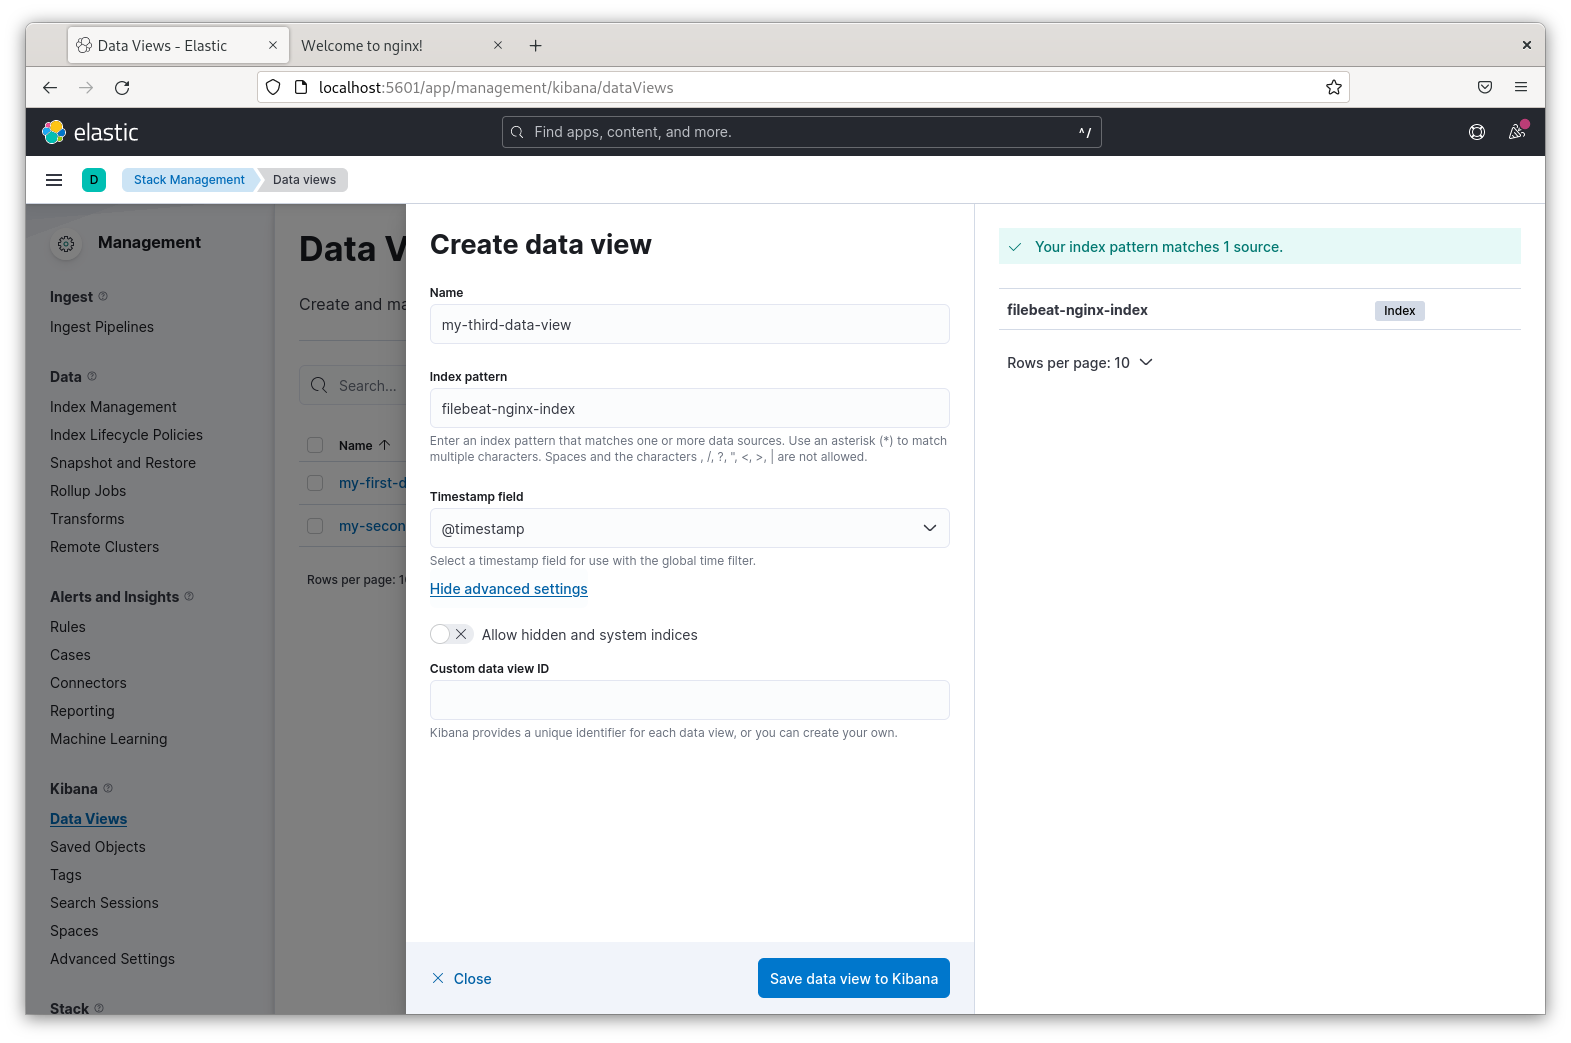 Data Views - Elastic
Welcome to nginx!
localhost:5601/app/management/kibana/dataViews
elastic
Find apps, content, and more.
^/
D
Stack Management
Data views
Management
Ingest
Ingest Pipelines
Data
Index Management
Index Lifecycle Policies
Snapshot and Restore
Rollup Jobs
Transforms
Remote Clusters
Alerts and Insights
Rules
Cases
Connectors
Reporting
Machine Learning
Kibana
Data Views
Saved Objects
Tags
Search Sessions
Spaces
Advanced Settings
Stack
Data V
Create and ma
Search...
Name
my-first-d
my-secon
Rows per page: 1
Create data view
Name
my-third-data-view
Index pattern
filebeat-nginx-index
Enter an index pattern that matches one or more data sources. Use an asterisk (*) to match
multiple characters. Spaces and the characters , /, ?, ", <, >, | are not allowed.
Timestamp field
@timestamp
Select a timestamp field for use with the global time filter.
Hide advanced settings
Allow hidden and system indices
Custom data view ID
Kibana provides a unique identifier for each data view, or you can create your own.
Close
Save data view to Kibana
Your index pattern matches 1 source.
filebeat-nginx-index
Index
Rows per page: 10